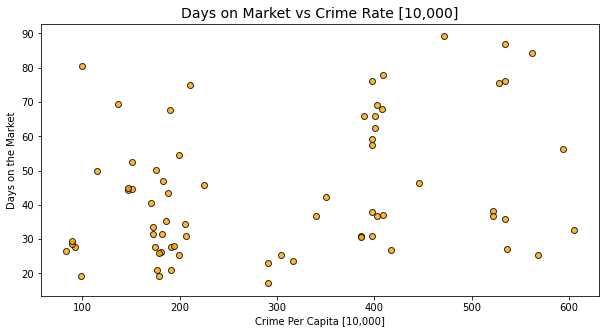 Days on Market vs Crime Rate [10,000]
Days on the Market
90
80
70
60
50
40
30
20
100 200 300 400 500 600
Crime Per Capita [10,000]